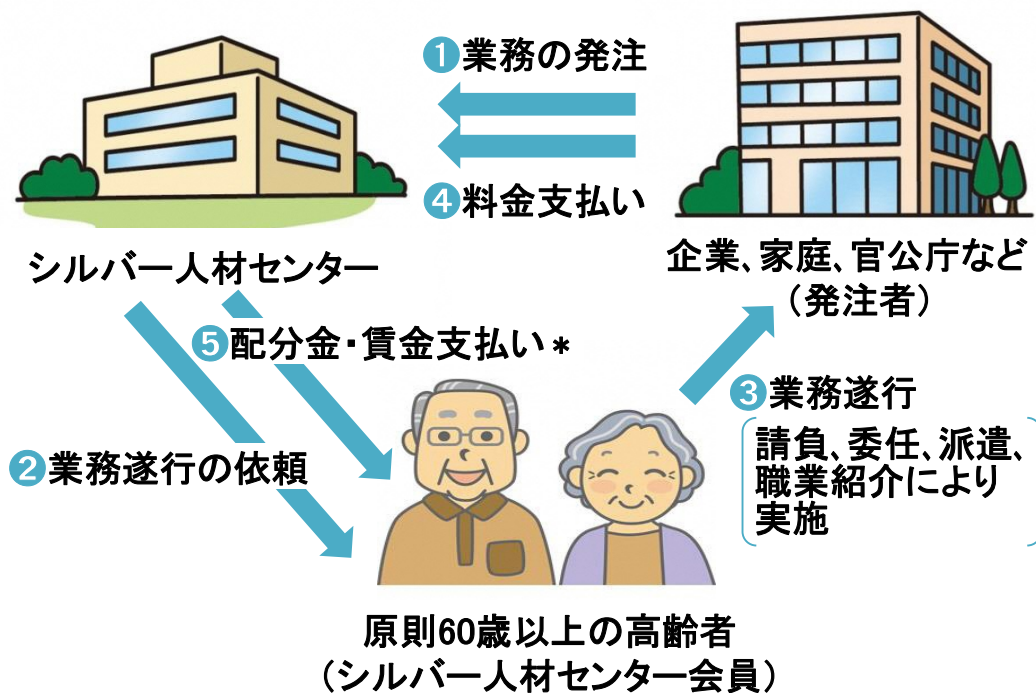 ❶業務の発注
❹料金支払い
シルバー人材センター
企業、家庭、官公庁など
（発注者）
❺配分金・賃金支払い＊
❸業務遂行
請負、委任、派遣、
職業紹介により
実施
❷業務遂行の依頼
原則60歳以上の高齢者
（シルバー人材センター会員）